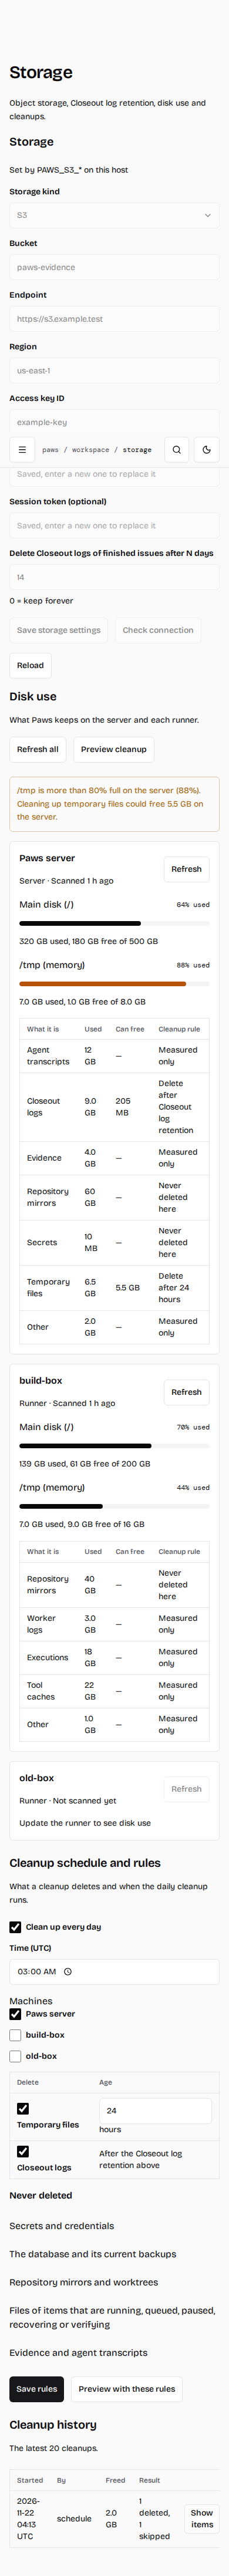 Storage
Object storage, Closeout log retention, disk use and
cleanups.
Storage
Set by PAWS_S3_* on this host
Storage kind
S3
Bucket
paws-evidence
Endpoint
https://s3.example.test
Region
us-east-1
Access key ID
example-key
paws / workspace / storage
Saved, enter a new one to replace it
Session token (optional)
Saved, enter a new one to replace it
Delete Closeout logs of finished issues after N days
14
0 = keep forever
Save storage settings Check connection
Reload
Disk use
What Paws keeps on the server and each runner.
Refresh all Preview cleanup
/tmp is more than 80% full on the server (88%).
Cleaning up temporary files could free 5.5 GB on
the server.
Paws server
Refresh
Server · Scanned 1 h ago
Main disk (/) 64% used
320 GB used, 180 GB free of 500 GB
/tmp (memory) 88% used
7.0 GB used, 1.0 GB free of 8.0 GB
What it is Used Can free Cleanup rule
Agent transcripts 12 GB — Measured only
Closeout logs 9.0 GB 205 MB Delete after Closeout log retention
Evidence 4.0 GB — Measured only
Repository mirrors 60 GB — Never deleted here
Secrets 10 MB — Never deleted here
Temporary files 6.5 GB 5.5 GB Delete after 24 hours
Other 2.0 GB — Measured only
build-box
Refresh
Runner · Scanned 1 h ago
Main disk (/) 70% used
139 GB used, 61 GB free of 200 GB
/tmp (memory) 44% used
7.0 GB used, 9.0 GB free of 16 GB
What it is Used Can free Cleanup rule
Repository mirrors 40 GB — Never deleted here
Worker logs 3.0 GB — Measured only
Executions 18 GB — Measured only
Tool caches 22 GB — Measured only
Other 1.0 GB — Measured only
old-box
Refresh
Runner · Not scanned yet
Update the runner to see disk use
Cleanup schedule and rules
What a cleanup deletes and when the daily cleanup
runs.
Clean up every day
Time (UTC)
03:00 AM
Machines
Paws server
build-box
old-box
Delete Age
Temporary files 24 hours
Closeout logs After the Closeout log retention above
Never deleted
Secrets and credentials
The database and its current backups
Repository mirrors and worktrees
Files of items that are running, queued, paused,
recovering or verifying
Evidence and agent transcripts
Save rules Preview with these rules
Cleanup history
The latest 20 cleanups.
Started By Freed Result
2026-11-22 04:13 UTC schedule 2.0 GB 1 deleted, 1 skipped Show items